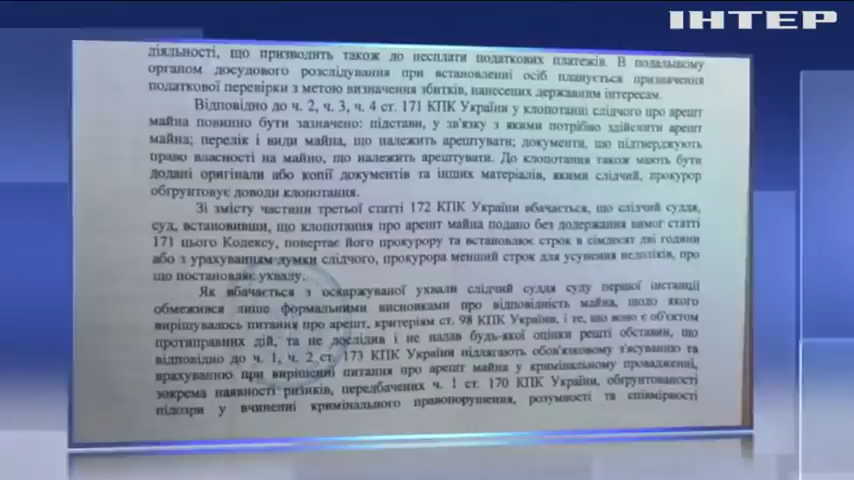 ІНТЕР
діяльності, що призводить також до несплати податкових платежів. В подальшому
органом досудового розслідування при встановленні осіб планується призначення
податкової перевірки з метою визначення збитків, нанесених державним інтересам.
Відповідно до ч. 2, ч. 3, ч. 4 ст. 171 КПК України у клопотанні слідчого про арешт
майна повинно бути зазначено: підстави, у зв'язку з якими потрібно здійснити арешт
майна; перелік і види майна, що належить арештувати; документи, що підтверджують
право власності на майно, що належить арештувати. До клопотання також мають бути
додані оригінали або копії документів та інших матеріалів, якими слідчий, прокурор
обґрунтовує доводи клопотання.
Зі змісту частини третьої статті 172 КПК України вбачається, що слідчий суддя,
суд, встановивши, що клопотання про арешт майна подано без додержання вимог статті
171 цього Кодексу, повертає його прокурору та встановлює строк в сімдесят дві години
або з урахуванням думки слідчого, прокурора менший строк для усунення недоліків, про
що постановляє ухвалу.
Як вбачається з оскаржуваної ухвали слідчий суддя суду першої інстанції
обмежився лише формальними висновками про відповідність майна, щодо якого
вирішувалось питання про арешт, критеріям ст. 98 КПК України, і те, що воно є об'єктом
протиправних дій, та не дослідив і не надав будь-якої оцінки решті обставин, що
відповідно до ч. 1, ч. 2 ст. 173 КПК України підлягають обов'язковому з'ясуванню та
врахуванню при вирішенні питання про арешт майна у кримінальному провадженні,
зокрема наявності ризиків, передбачених ч. 1 ст. 170 КПК України, обґрунтованості
підозри у вчиненні кримінального правопорушення, розумності та співмірності